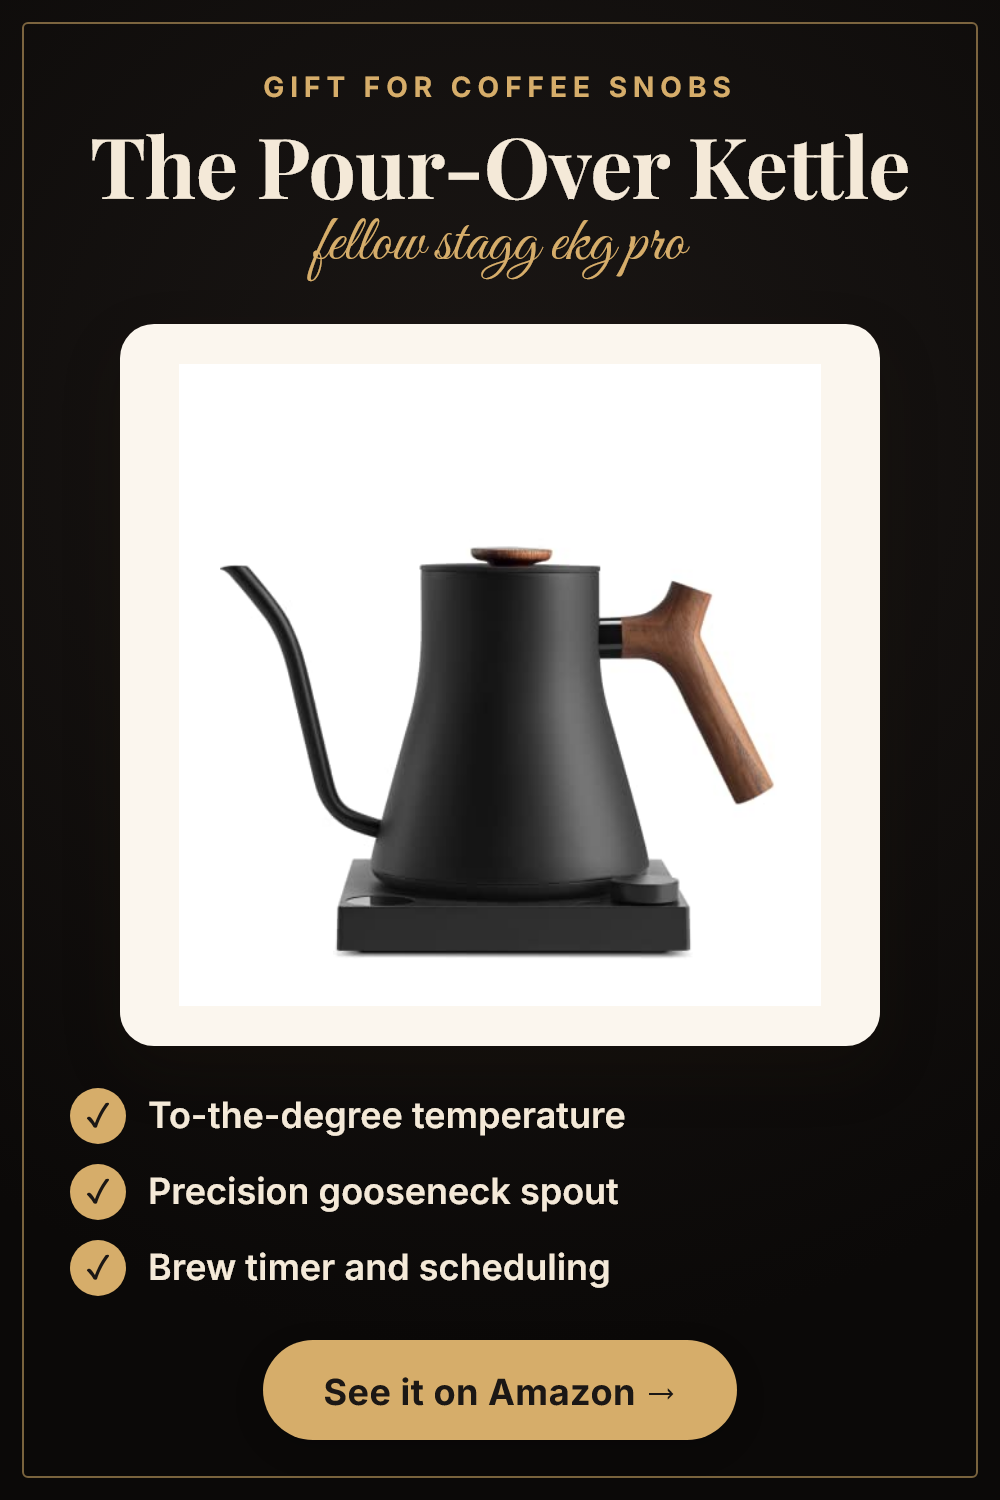 GIFT FOR COFFEE SNOBS
The Pour-Over Kettle
fellow stagg ekg pro
✓ To-the-degree temperature
✓ Precision gooseneck spout
✓ Brew timer and scheduling
See it on Amazon →